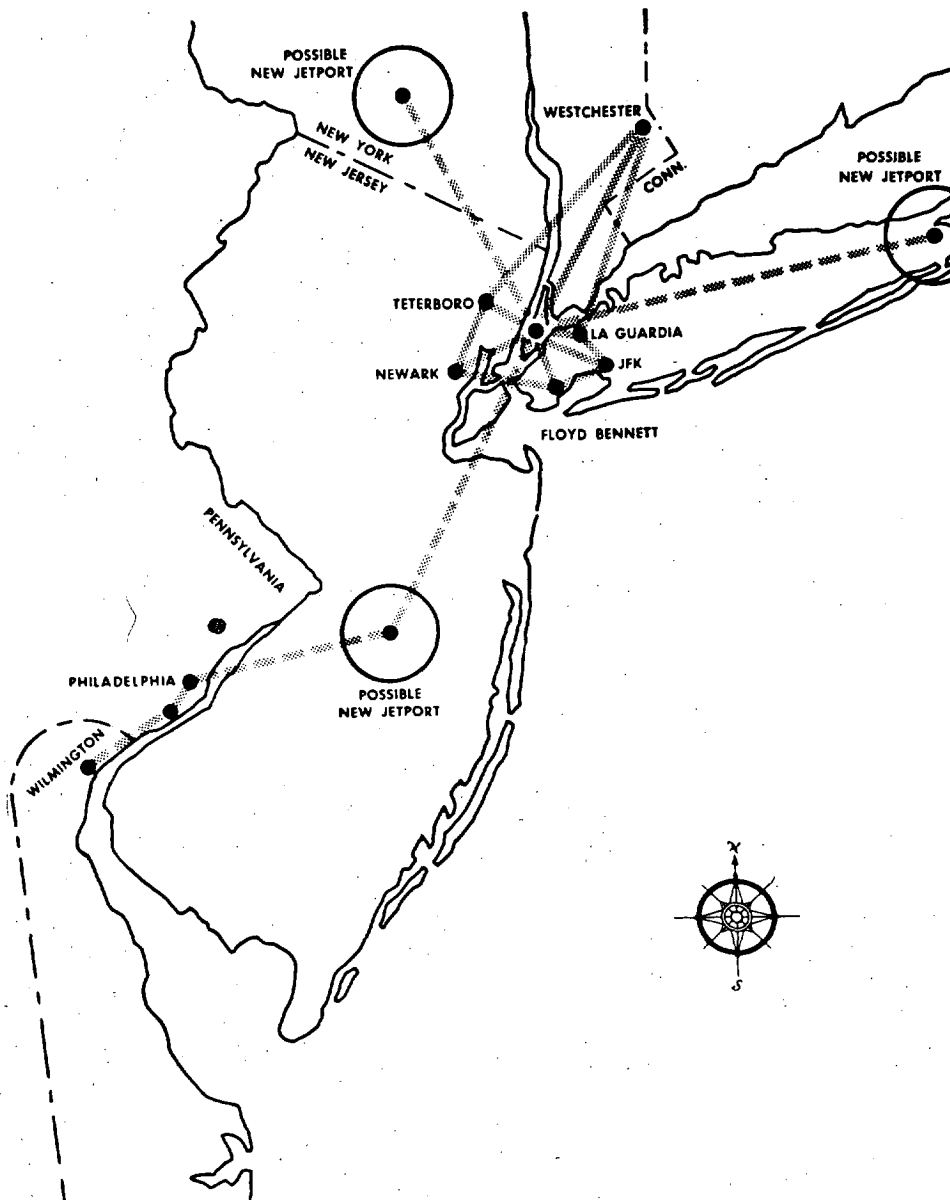 POSSIBLE
NEW JETPORT
WESTCHESTER
NEW YORK
NEW JERSEY
CONN.
POSSIBLE
NEW JETPORT
TETERBORO
LA GUARDIA
NEWARK
JFK
FLOYD BENNETT
PENNSYLVANIA
PHILADELPHIA
POSSIBLE
NEW JETPORT
WILMINGTON
N
S